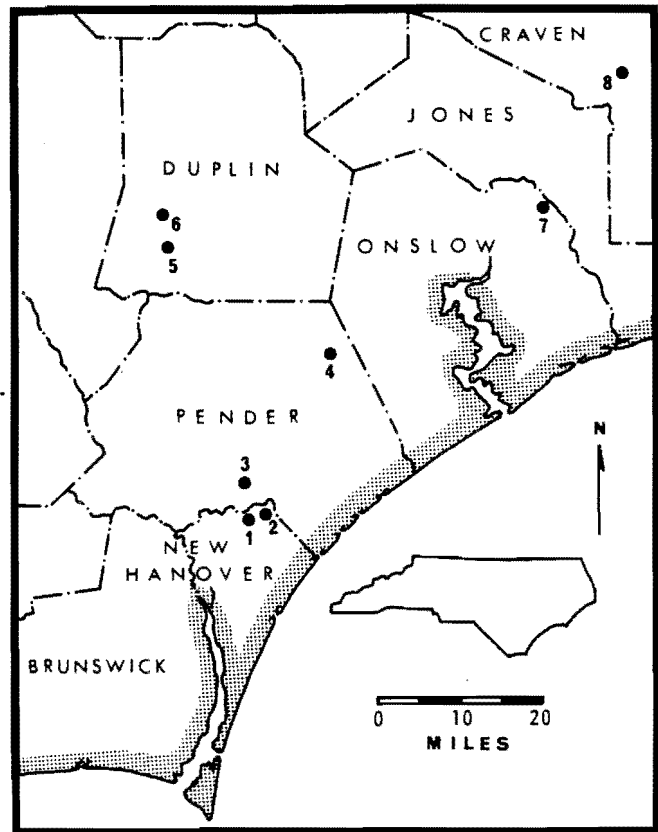 CRAVEN
8
JONES
DUPLIN
6
7
5
ONSLOW
4
PENDER
N
3
1 2
NEW
HANOVER
BRUNSWICK
0 10 20
MILES